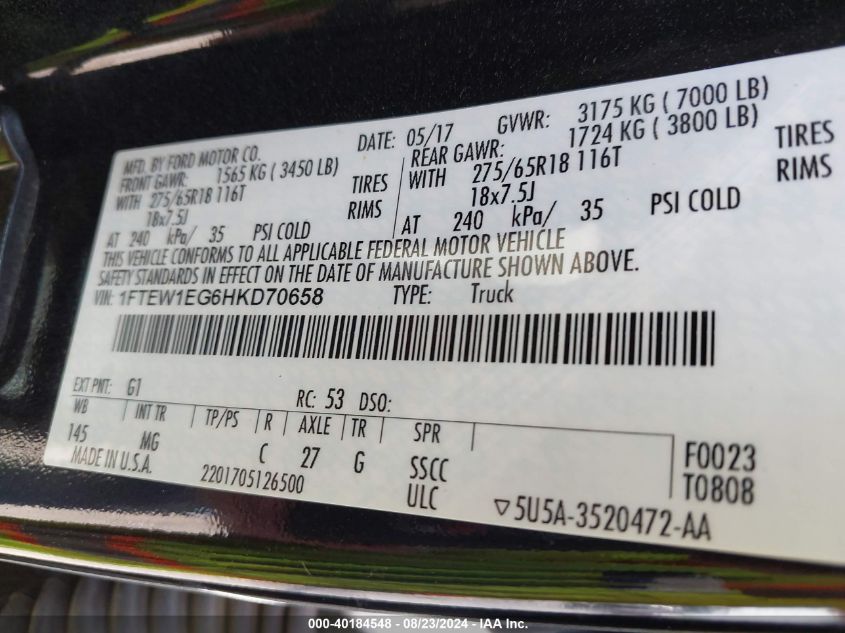 MFD. BY FORD MOTOR CO.
DATE: 05/17 GVWR: 3175 KG ( 7000 LB)
FRONT GAWR: 1565 KG ( 3450 LB)
REAR GAWR: 1724 KG ( 3800 LB)
WITH 275/65R18 116T TIRES
WITH 275/65R18 116T TIRES
18x7.5J RIMS
18x7.5J RIMS
AT 240 kPa/ 35 PSI COLD
AT 240 kPa/ 35 PSI COLD
THIS VEHICLE CONFORMS TO ALL APPLICABLE FEDERAL MOTOR VEHICLE
SAFETY STANDARDS IN EFFECT ON THE DATE OF MANUFACTURE SHOWN ABOVE.
VIN: 1FTEW1EG6HKD70658 TYPE: Truck
EXT PNT: G1 RC: 53 DSO:
WB INT TR TP/PS R AXLE TR SPR
145 MG C 27 G SSCC F0023
MADE IN U.S.A. 2201705126500 ULC T0808
5U5A-3520472-AA
000-40184548 - 08/23/2024 - IAA Inc.